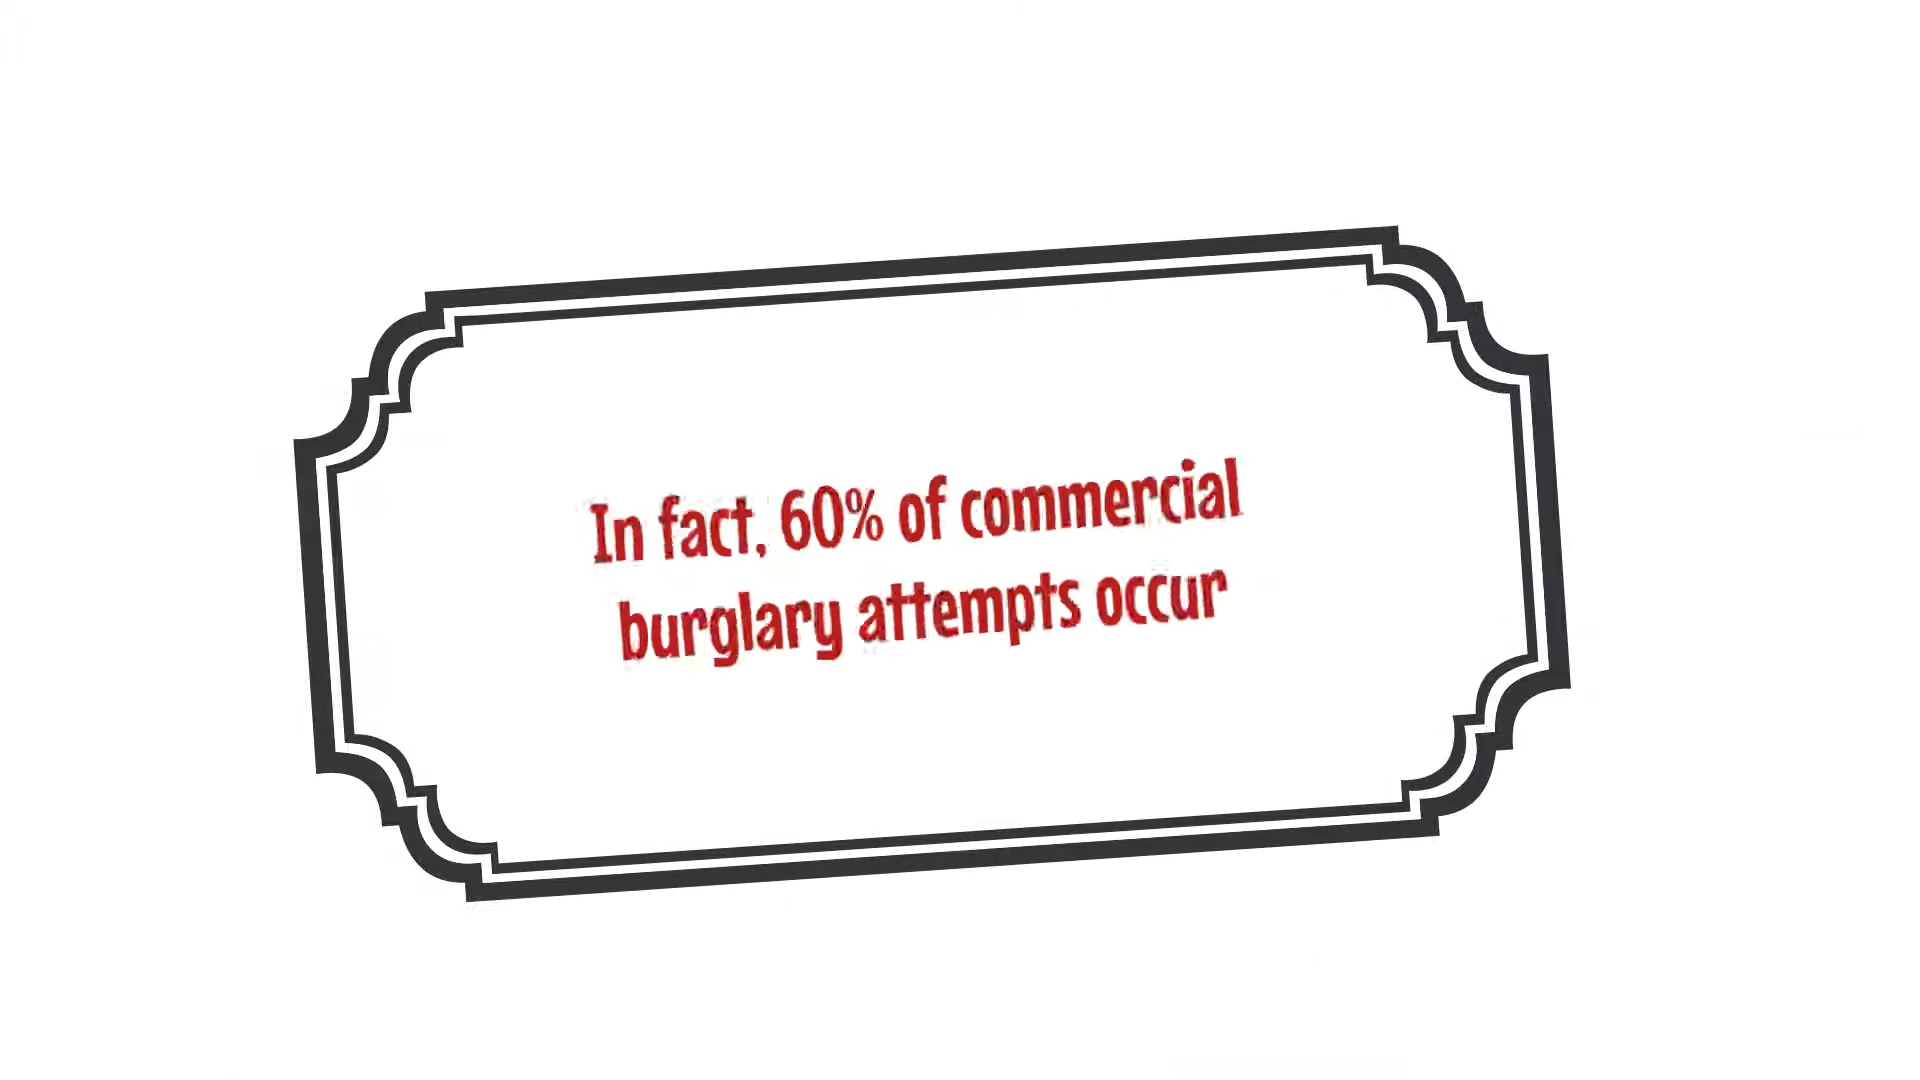 In fact, 60% of commercial
burglary attempts occur